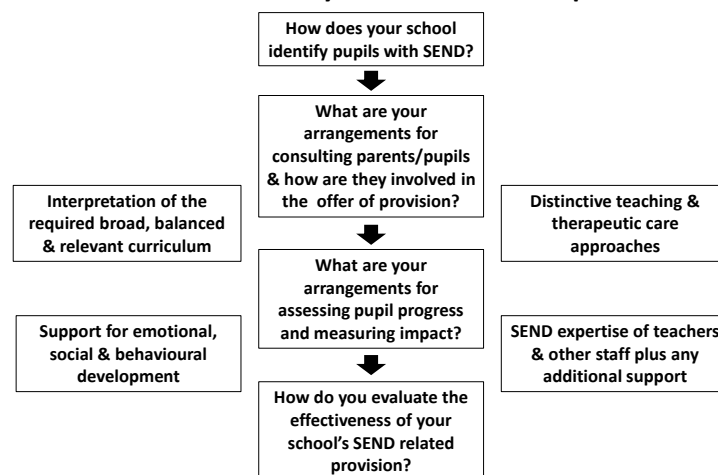 How does your school
identify pupils with SEND?
What are your
arrangements for
consulting parents/pupils
& how are they involved in
the offer of provision?
Interpretation of the
required broad, balanced
& relevant curriculum
Distinctive teaching &
therapeutic care
approaches
What are your
arrangements for
assessing pupil progress
and measuring impact?
Support for emotional,
social & behavioural
development
SEND expertise of teachers
& other staff plus any
additional support
How do you evaluate the
effectiveness of your
school's SEND related
provision?